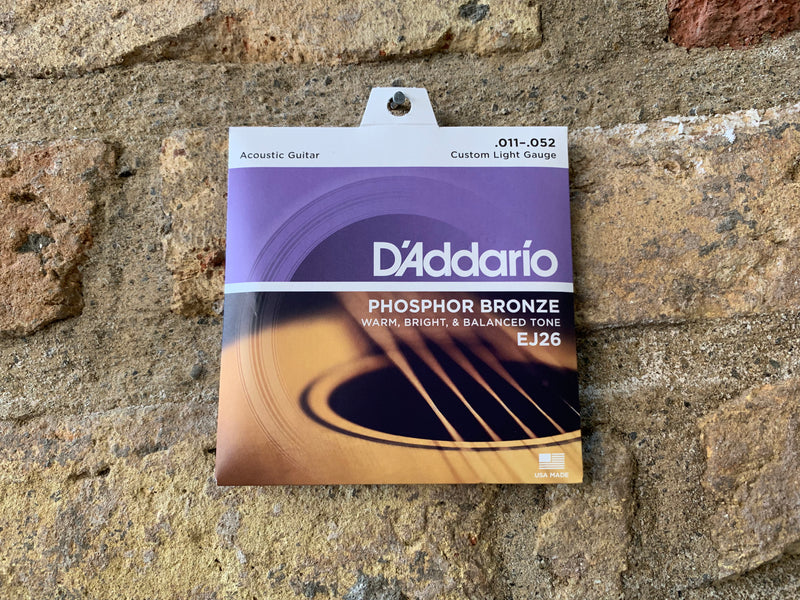 Acoustic Guitar
.011–.052
Custom Light Gauge
D'Addario
PHOSPHOR BRONZE
WARM, BRIGHT, & BALANCED TONE
EJ26
USA MADE